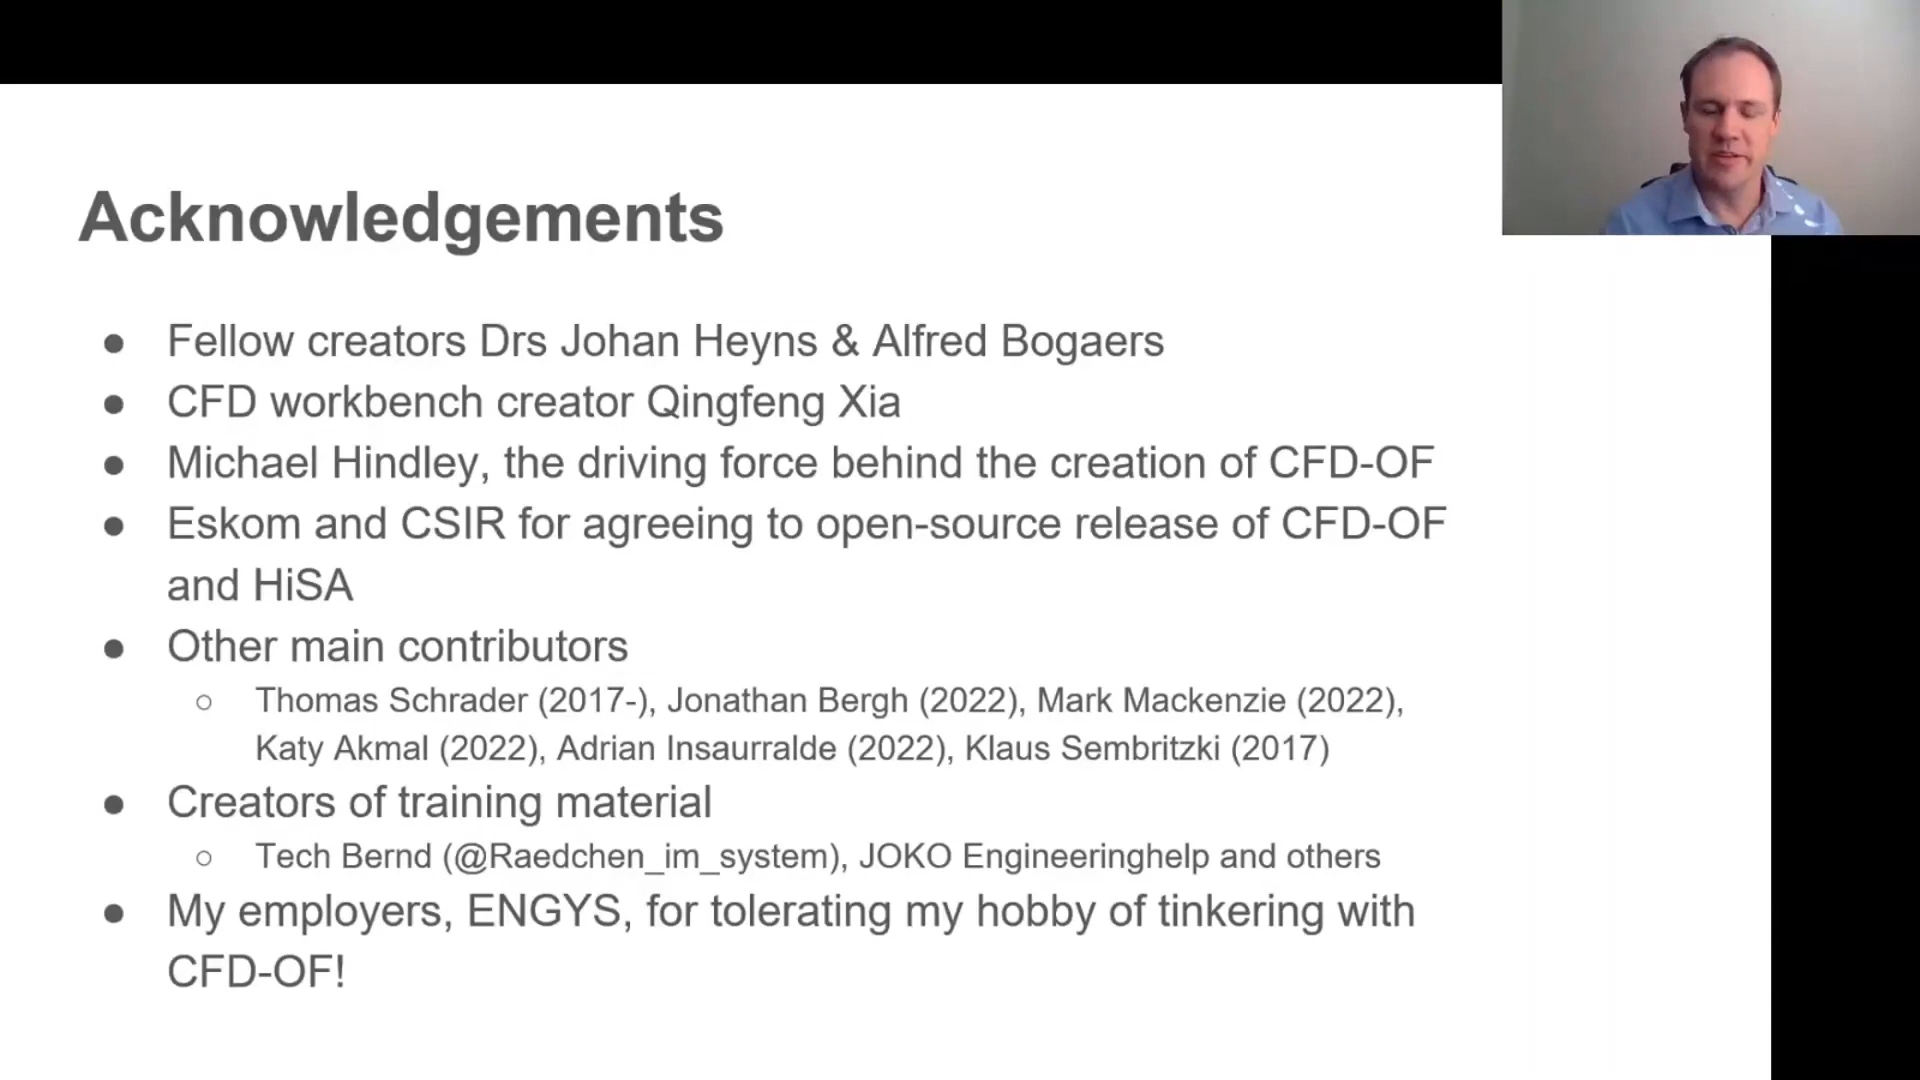 Acknowledgements
● Fellow creators Drs Johan Heyns & Alfred Bogaers
● CFD workbench creator Qingfeng Xia
● Michael Hindley, the driving force behind the creation of CFD-OF
● Eskom and CSIR for agreeing to open-source release of CFD-OF
and HiSA
● Other main contributors
○ Thomas Schrader (2017-), Jonathan Bergh (2022), Mark Mackenzie (2022),
Katy Akmal (2022), Adrian Insaurralde (2022), Klaus Sembritzki (2017)
● Creators of training material
○ Tech Bernd (@Raedchen_im_system), JOKO Engineeringhelp and others
● My employers, ENGYS, for tolerating my hobby of tinkering with
CFD-OF!